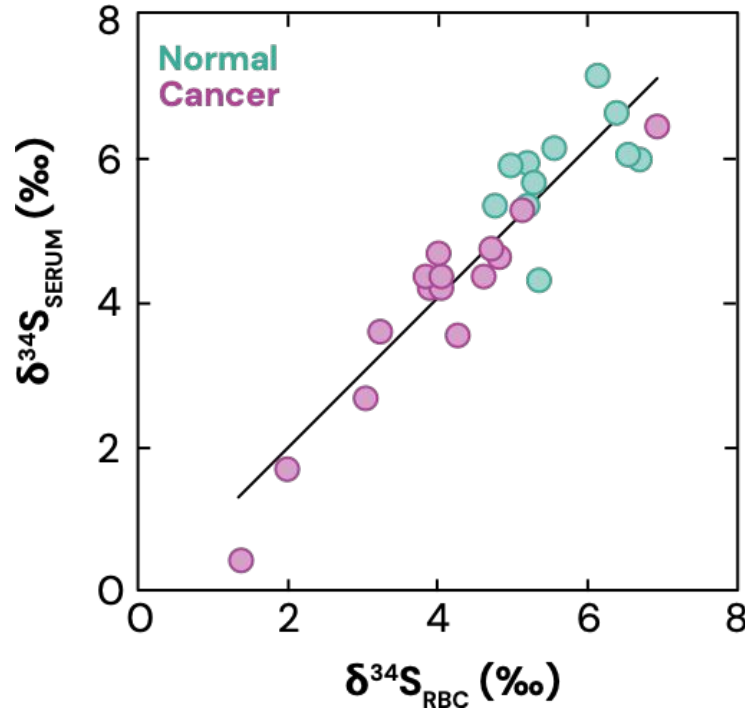 Normal
Cancer
8
6
4
2
0
δ³⁴S_SERUM (‰)
0 2 4 6 8
δ³⁴S_RBC (‰)